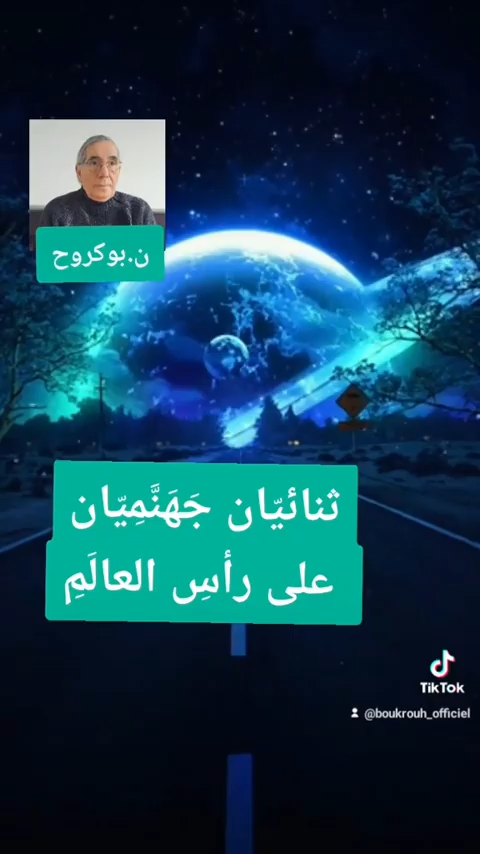 ن.بوكروح
ثنائيّان جَهَنَّمِيّان
على رأسِ العالَمِ
TikTok
@boukrouh_officiel